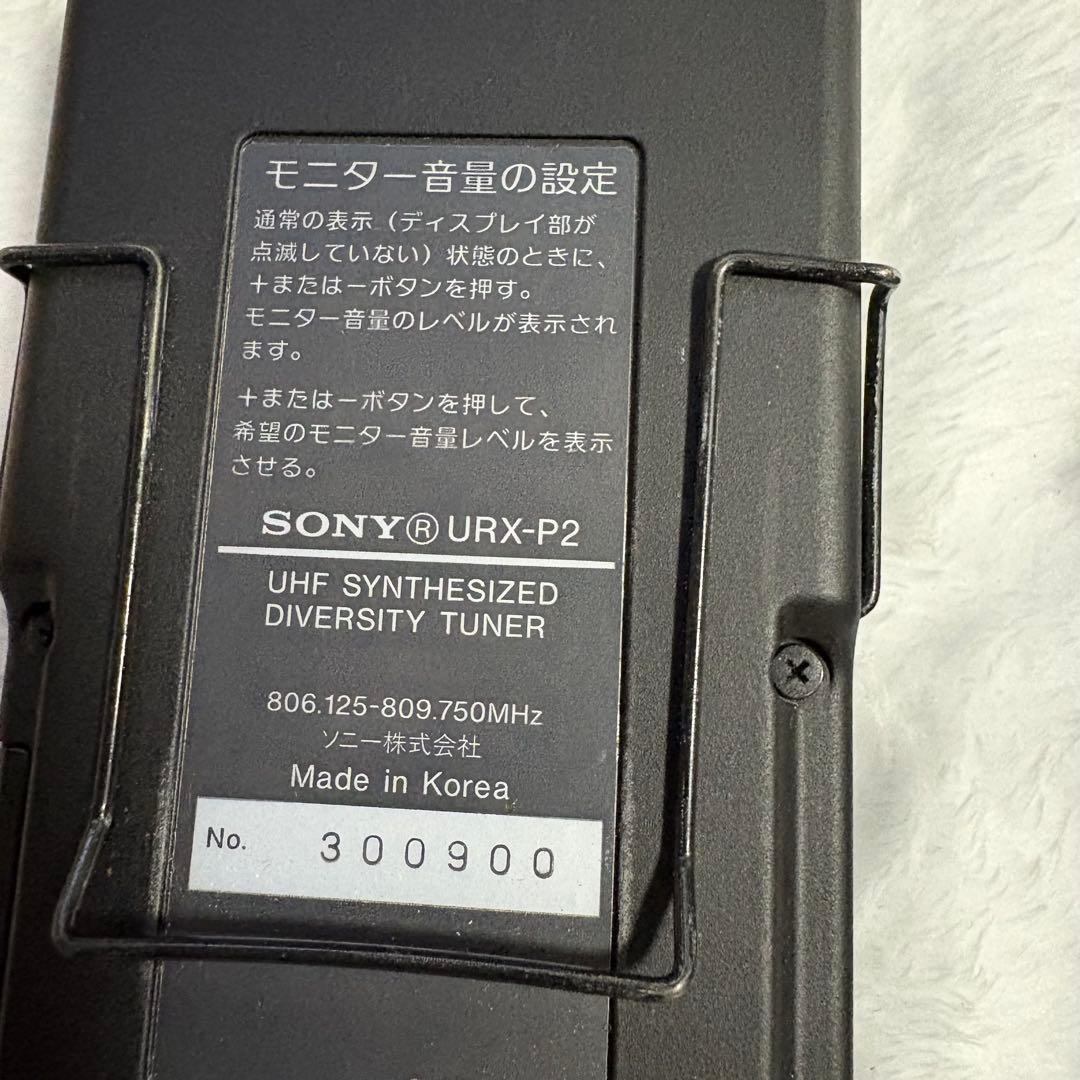 モニター音量の設定
通常の表示（ディスプレイ部が
点滅していない）状態のときに、
＋または－ボタンを押す。
モニター音量のレベルが表示され
ます。
＋または－ボタンを押して、
希望のモニター音量レベルを表示
させる。
SONY® URX-P2
UHF SYNTHESIZED
DIVERSITY TUNER
806.125-809.750MHz
ソニー株式会社
Made in Korea
No. 300900